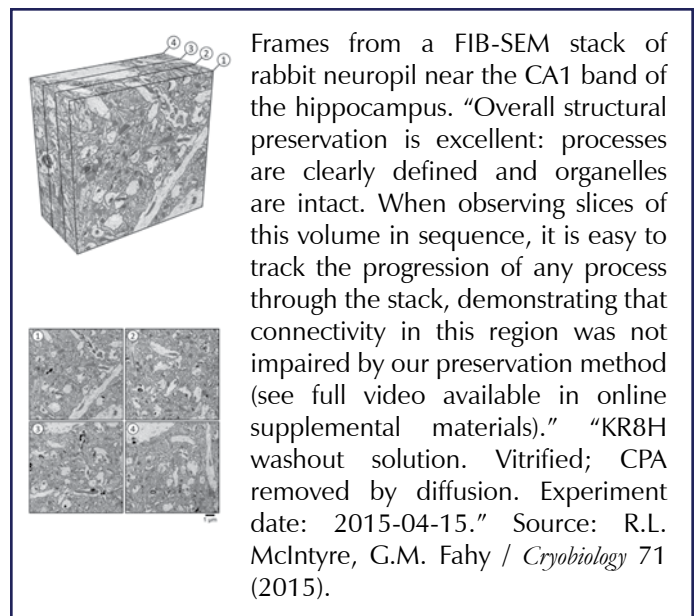 ④
③
②
①
①
②
③
④
1 μm
Frames from a FIB-SEM stack of
rabbit neuropil near the CA1 band of
the hippocampus. “Overall structural
preservation is excellent: processes
are clearly defined and organelles
are intact. When observing slices of
this volume in sequence, it is easy to
track the progression of any process
through the stack, demonstrating that
connectivity in this region was not
impaired by our preservation method
(see full video available in online
supplemental materials).” “KR8H
washout solution. Vitrified; CPA
removed by diffusion. Experiment
date: 2015-04-15.” Source: R.L.
McIntyre, G.M. Fahy / Cryobiology 71
(2015).